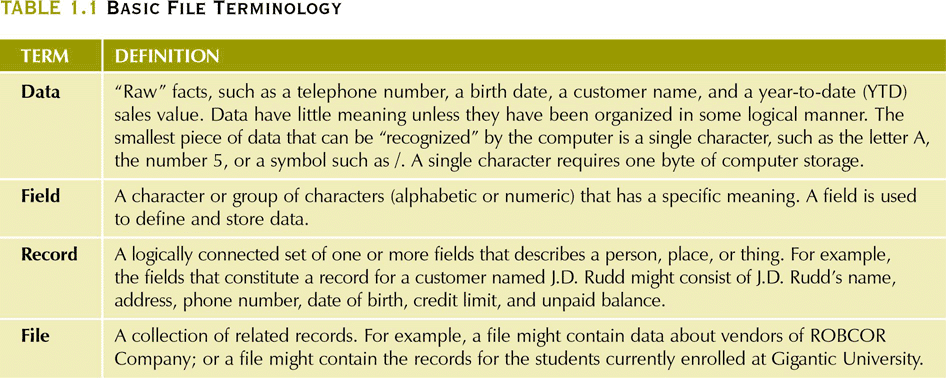 TABLE 1.1 BASIC FILE TERMINOLOGY
TERM DEFINITION
Data “Raw” facts, such as a telephone number, a birth date, a customer name, and a year-to-date (YTD)
sales value. Data have little meaning unless they have been organized in some logical manner. The
smallest piece of data that can be “recognized” by the computer is a single character, such as the letter A,
the number 5, or a symbol such as /. A single character requires one byte of computer storage.
Field A character or group of characters (alphabetic or numeric) that has a specific meaning. A field is used
to define and store data.
Record A logically connected set of one or more fields that describes a person, place, or thing. For example,
the fields that constitute a record for a customer named J.D. Rudd might consist of J.D. Rudd’s name,
address, phone number, date of birth, credit limit, and unpaid balance.
File A collection of related records. For example, a file might contain data about vendors of ROBCOR
Company; or a file might contain the records for the students currently enrolled at Gigantic University.